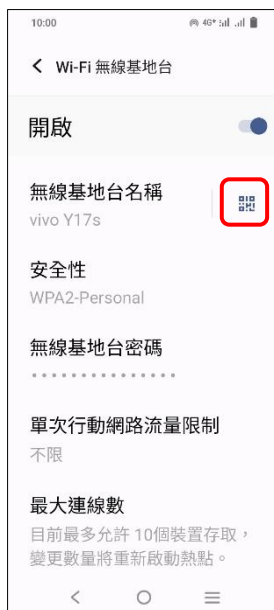 10:00 4G+
Wi-Fi 無線基地台
開啟
無線基地台名稱
vivo Y17s
安全性
WPA2-Personal
無線基地台密碼
•••••••••••••••
單次行動網路流量限制
不限
最大連線數
目前最多允許 10個裝置存取，
變更數量將重新啟動熱點。